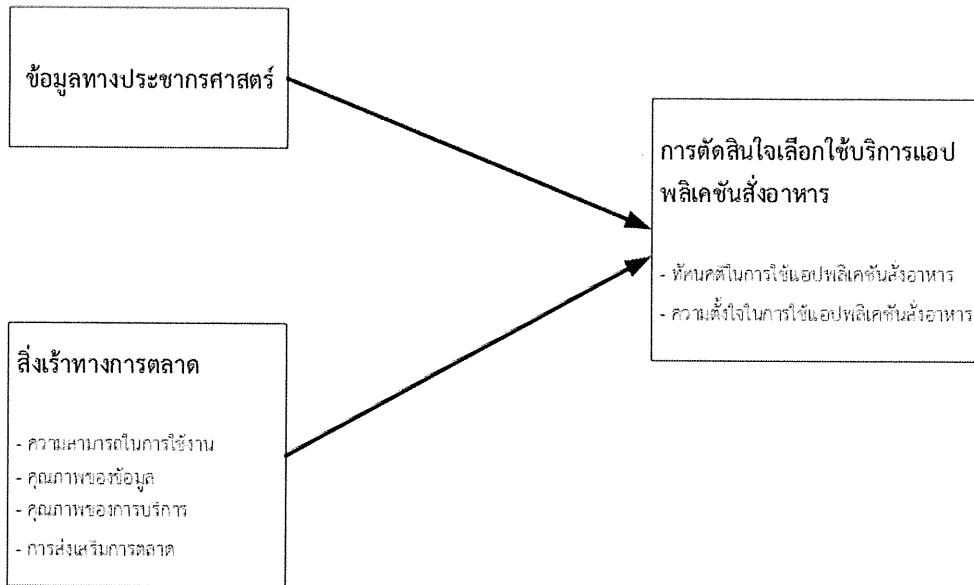 ข้อมูลทางประชากรศาสตร์
การตัดสินใจเลือกใช้บริการแอป
พลิเคชันสั่งอาหาร
- ทัศนคติในการใช้แอปพลิเคชันสั่งอาหาร
- ความตั้งใจในการใช้แอปพลิเคชันสั่งอาหาร
สิ่งเร้าทางการตลาด
- ความสามารถในการใช้งาน
- คุณภาพของข้อมูล
- คุณภาพของการบริการ
- การส่งเสริมการตลาด